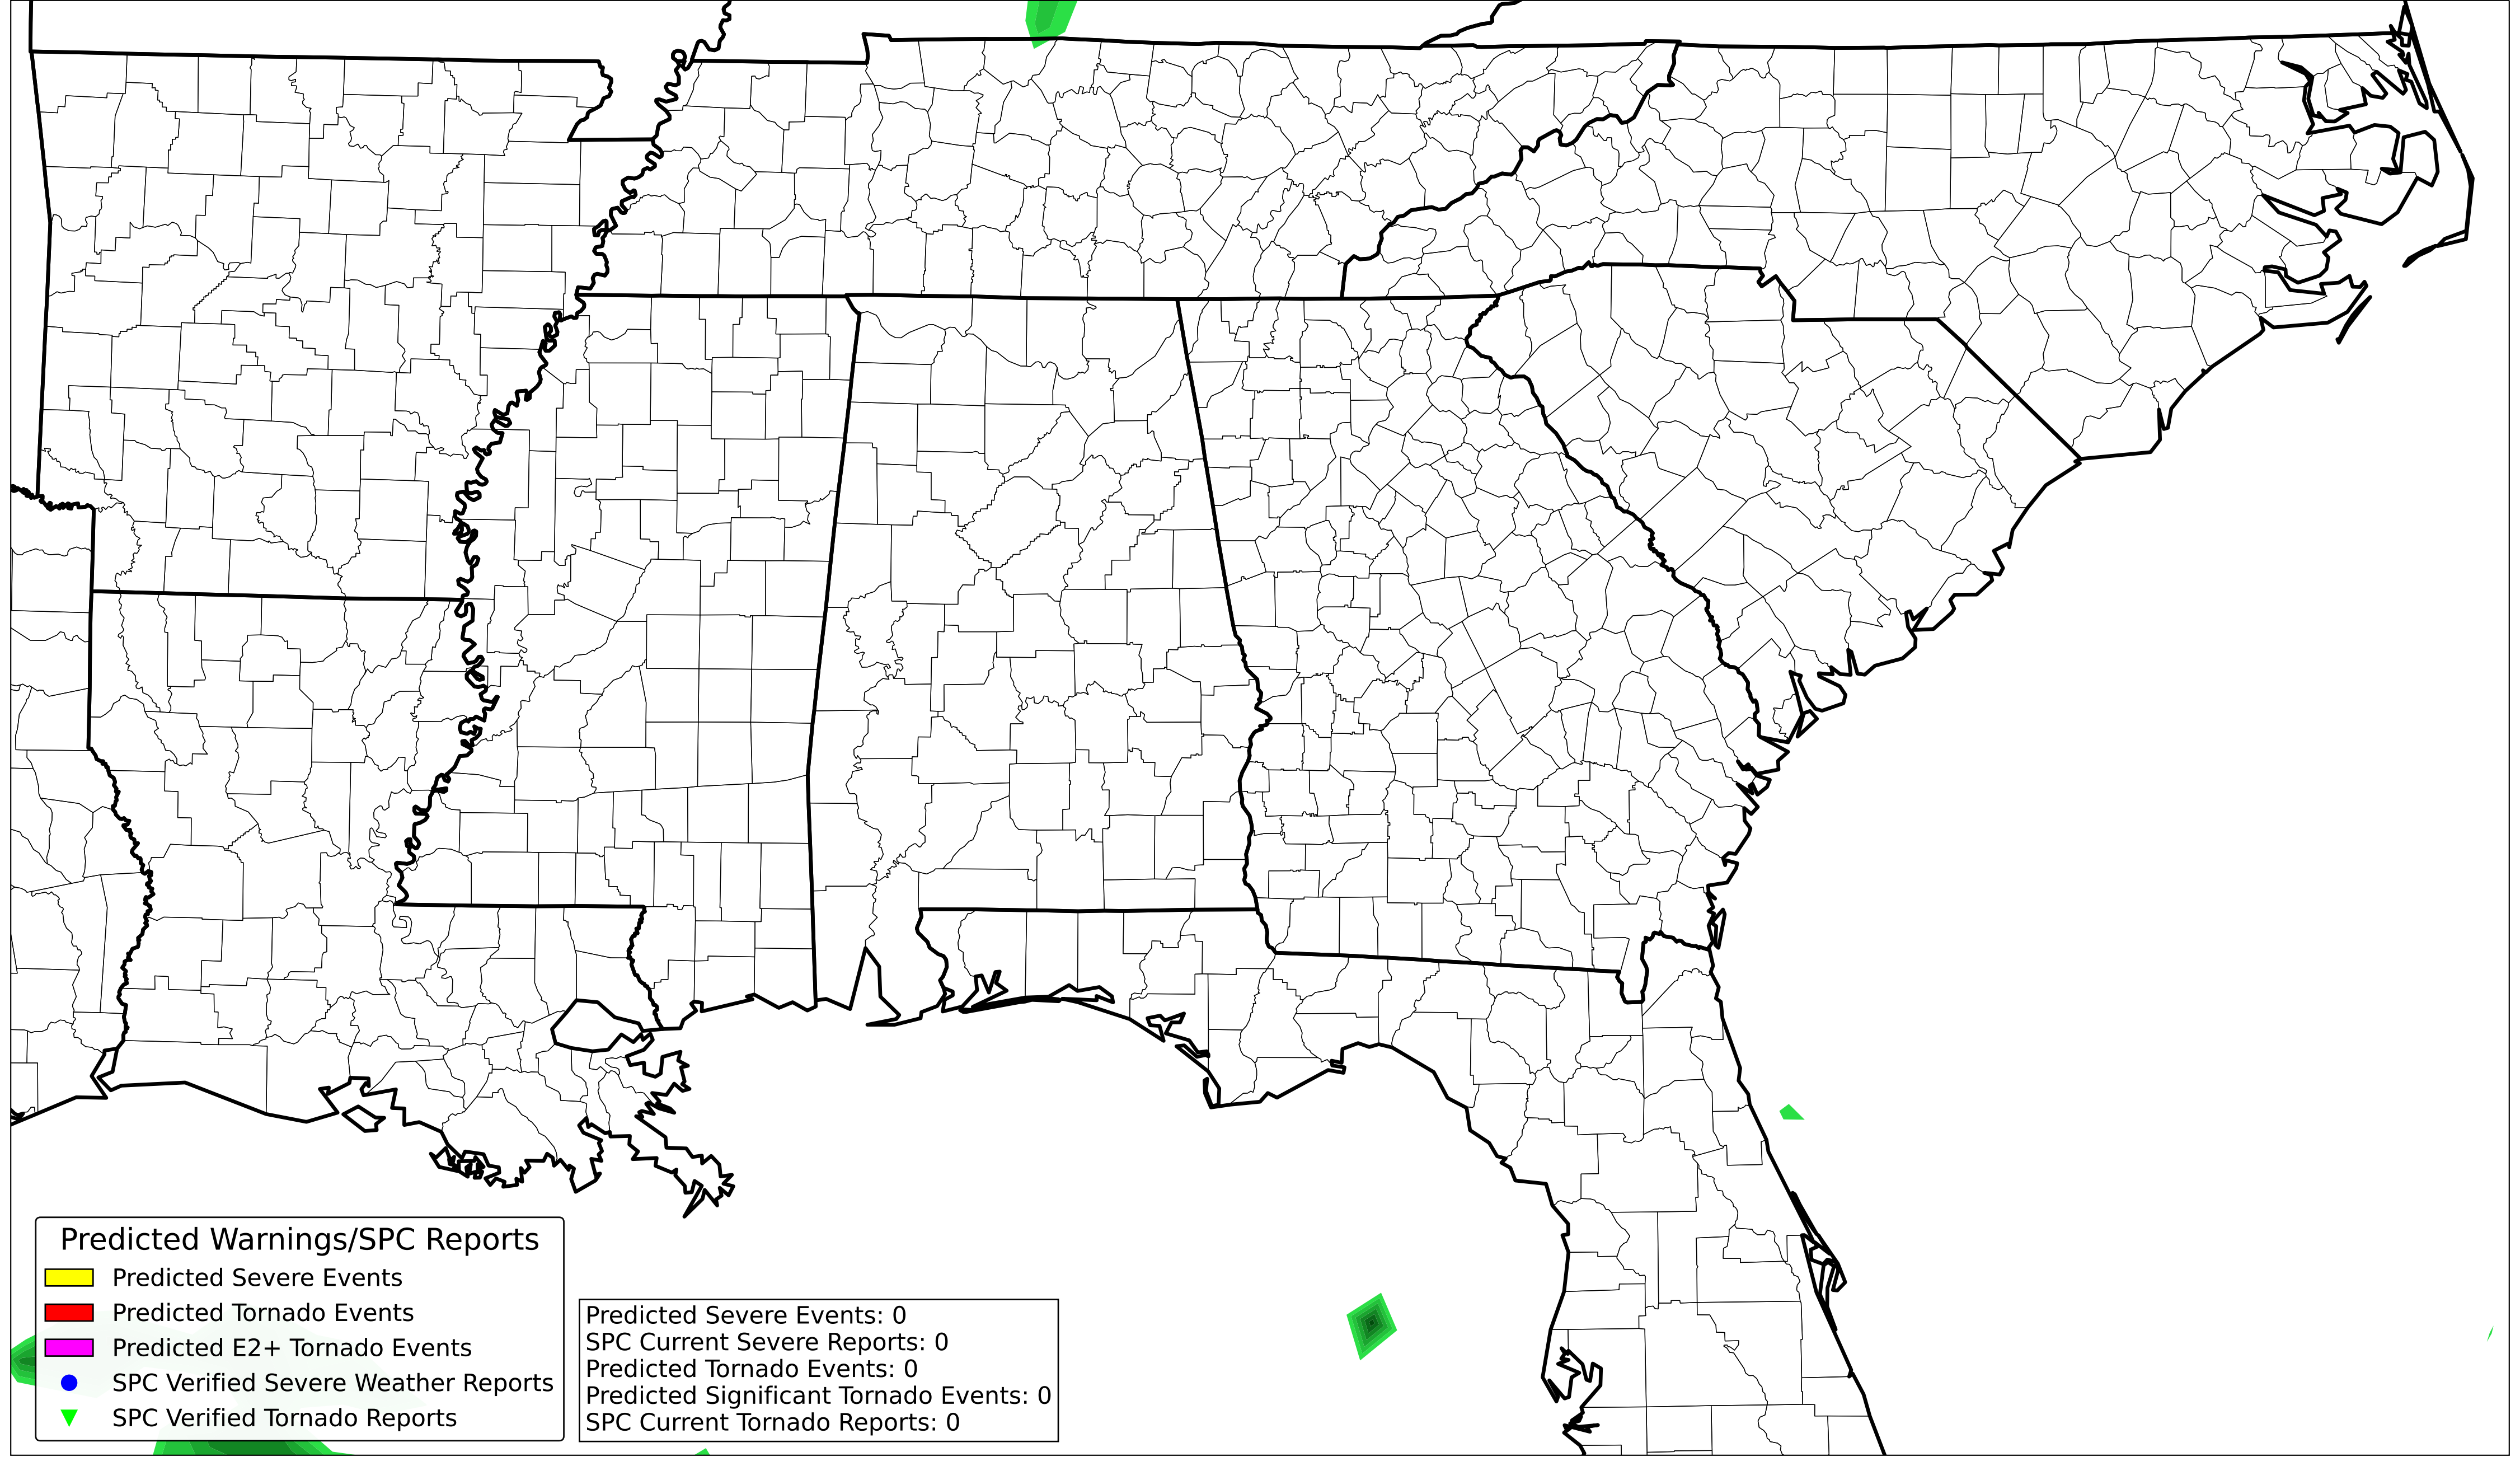 Predicted Warnings/SPC Reports
Predicted Severe Events
Predicted Tornado Events
Predicted E2+ Tornado Events
SPC Verified Severe Weather Reports
SPC Verified Tornado Reports
Predicted Severe Events: 0
SPC Current Severe Reports: 0
Predicted Tornado Events: 0
Predicted Significant Tornado Events: 0
SPC Current Tornado Reports: 0